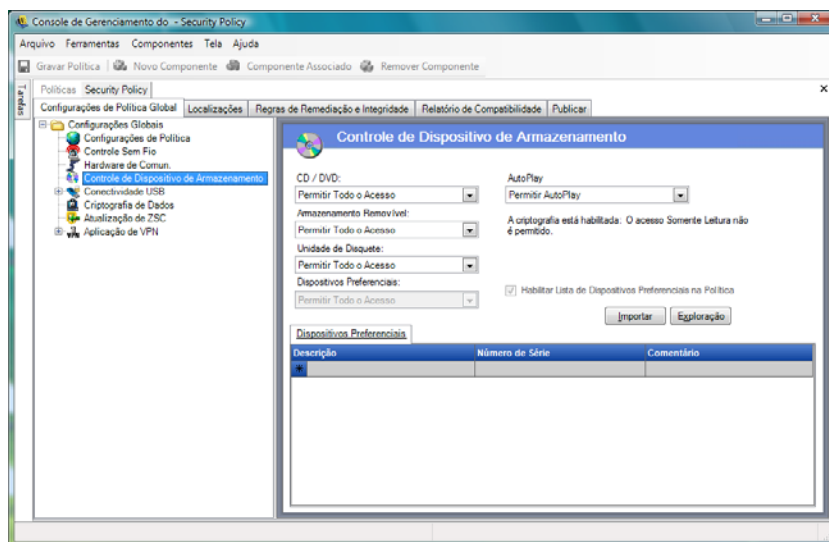 Console de Gerenciamento do - Security Policy
Arquivo Ferramentas Componentes Tela Ajuda
Gravar Política Novo Componente Componente Associado Remover Componente
Tarefas
Políticas Security Policy
Configurações de Política Global Localizações Regras de Remediação e Integridade Relatório de Compatibilidade Publicar
Configurações Globais
Configurações de Política
Controle Sem Fio
Hardware de Comun.
Controle de Dispositivo de Armazenamento
Conectividade USB
Criptografia de Dados
Atualização de ZSC
Aplicação de VPN
Controle de Dispositivo de Armazenamento
CD / DVD:
Permitir Todo o Acesso
Armazenamento Removível:
Permitir Todo o Acesso
Unidade de Disquete:
Permitir Todo o Acesso
Dispostivos Preferenciais:
Permitir Todo o Acesso
AutoPlay
Permitir AutoPlay
A criptografia está habilitada: O acesso Somente Leitura não
é permitido.
Habilitar Lista de Dispositivos Preferenciais na Política
Importar Exploração
Dispositivos Preferenciais
Descrição Número de Série Comentário